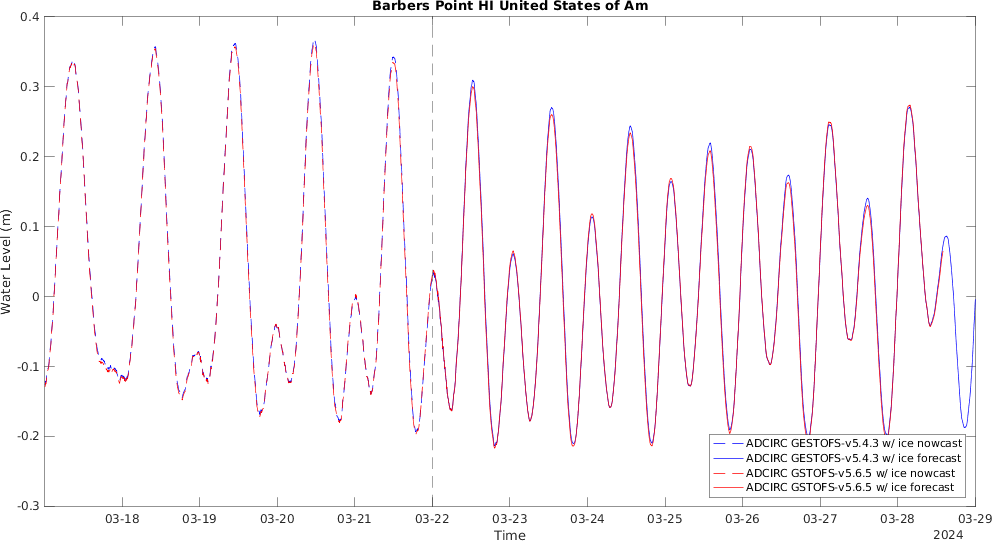 Barbers Point HI United States of Am
0.4
0.3
0.2
0.1
0
-0.1
-0.2
-0.3
Water Level (m)
ADCIRC GESTOFS-v5.4.3 w/ ice nowcast
ADCIRC GESTOFS-v5.4.3 w/ ice forecast
ADCIRC GSTOFS-v5.6.5 w/ ice nowcast
ADCIRC GSTOFS-v5.6.5 w/ ice forecast
03-18 03-19 03-20 03-21 03-22 03-23 03-24 03-25 03-26 03-27 03-28 03-29
Time
2024